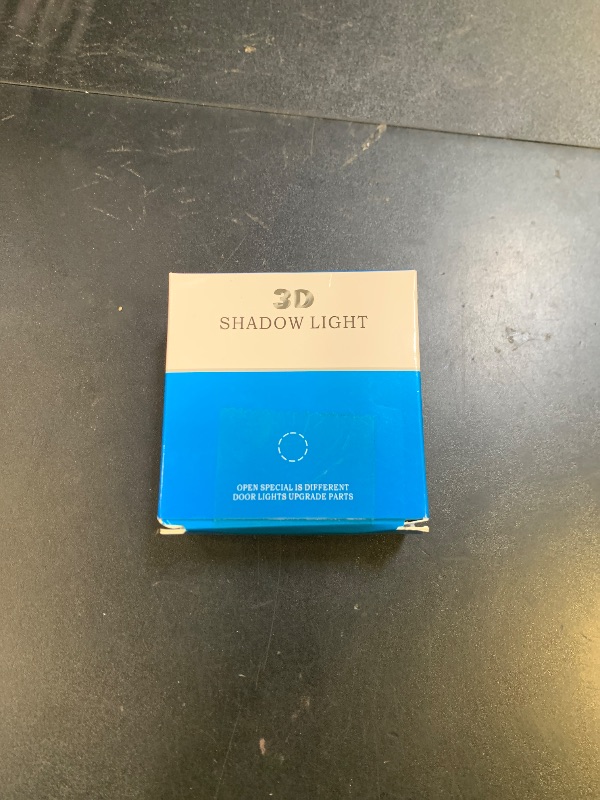 3D
SHADOW LIGHT
OPEN SPECIAL IS DIFFERENT
DOOR LIGHTS UPGRADE PARTS